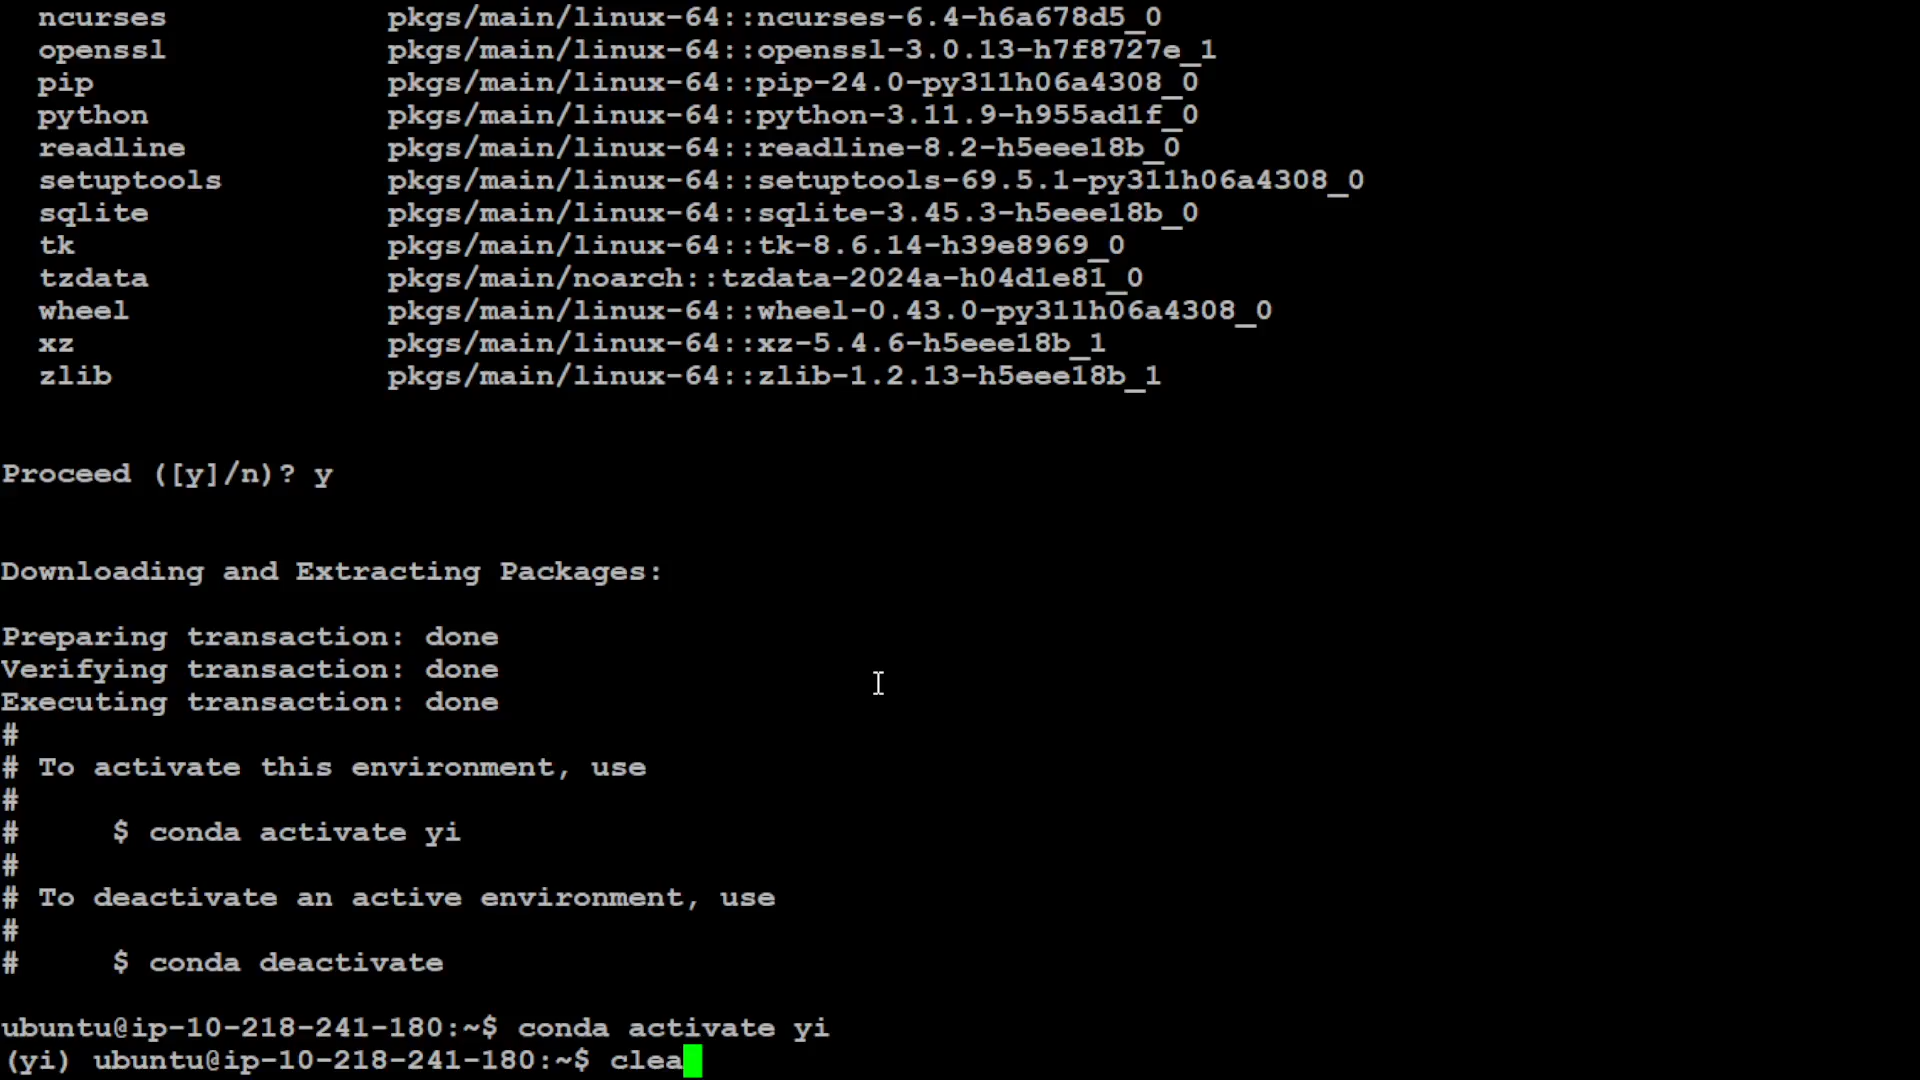 ncurses pkgs/main/linux-64::ncurses-6.4-h6a678d5_0
openssl pkgs/main/linux-64::openssl-3.0.13-h7f8727e_1
pip pkgs/main/linux-64::pip-24.0-py311h06a4308_0
python pkgs/main/linux-64::python-3.11.9-h955ad1f_0
readline pkgs/main/linux-64::readline-8.2-h5eee18b_0
setuptools pkgs/main/linux-64::setuptools-69.5.1-py311h06a4308_0
sqlite pkgs/main/linux-64::sqlite-3.45.3-h5eee18b_0
tk pkgs/main/linux-64::tk-8.6.14-h39e8969_0
tzdata pkgs/main/noarch::tzdata-2024a-h04d1e81_0
wheel pkgs/main/linux-64::wheel-0.43.0-py311h06a4308_0
xz pkgs/main/linux-64::xz-5.4.6-h5eee18b_1
zlib pkgs/main/linux-64::zlib-1.2.13-h5eee18b_1
Proceed ([y]/n)? y
Downloading and Extracting Packages:
Preparing transaction: done
Verifying transaction: done
Executing transaction: done
#
# To activate this environment, use
#
# $ conda activate yi
#
# To deactivate an active environment, use
#
# $ conda deactivate
ubuntu@ip-10-218-241-180:~$ conda activate yi
(yi) ubuntu@ip-10-218-241-180:~$ clea